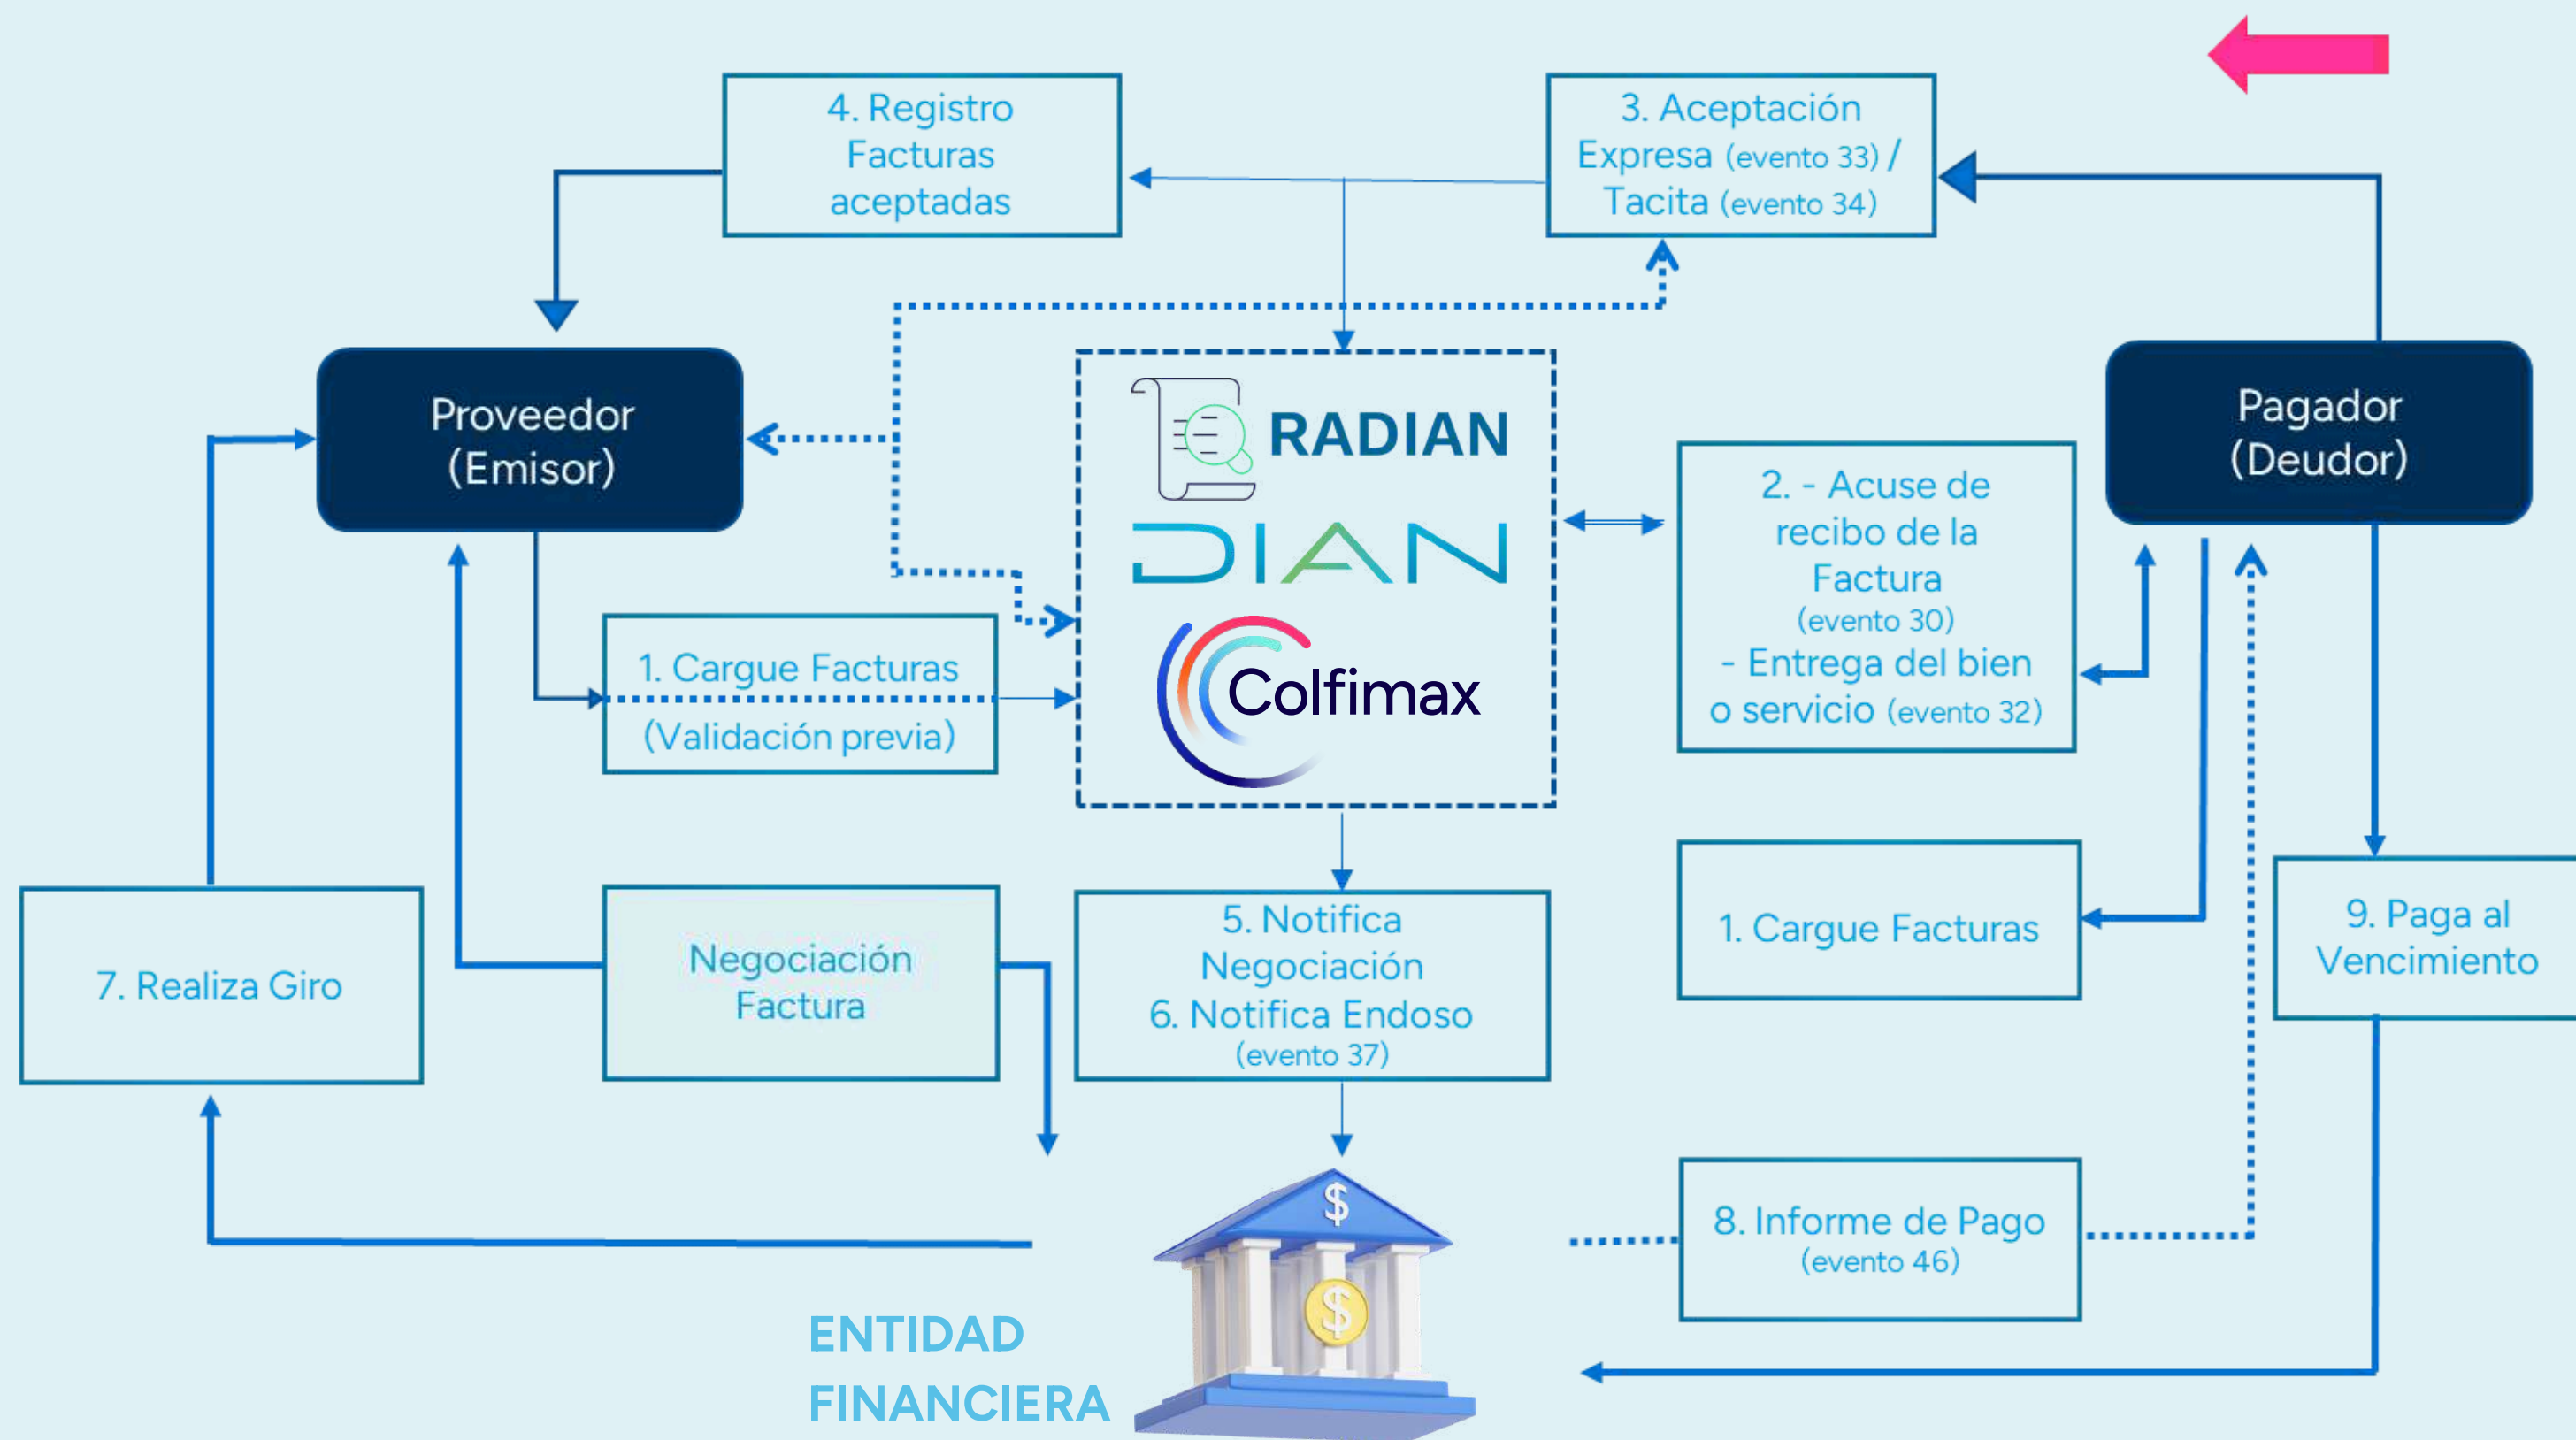 4. Registro
Facturas
aceptadas
3. Aceptación
Expresa (evento 33) /
Tacita (evento 34)
Proveedor
(Emisor)
RADIAN
DIAN
Colfimax
Pagador
(Deudor)
2. - Acuse de
recibo de la
Factura
(evento 30)
- Entrega del bien
o servicio (evento 32)
1. Cargue Facturas
(Validación previa)
7. Realiza Giro
Negociación
Factura
5. Notifica
Negociación
6. Notifica Endoso
(evento 37)
1. Cargue Facturas
9. Paga al
Vencimiento
8. Informe de Pago
(evento 46)
$
$
ENTIDAD
FINANCIERA